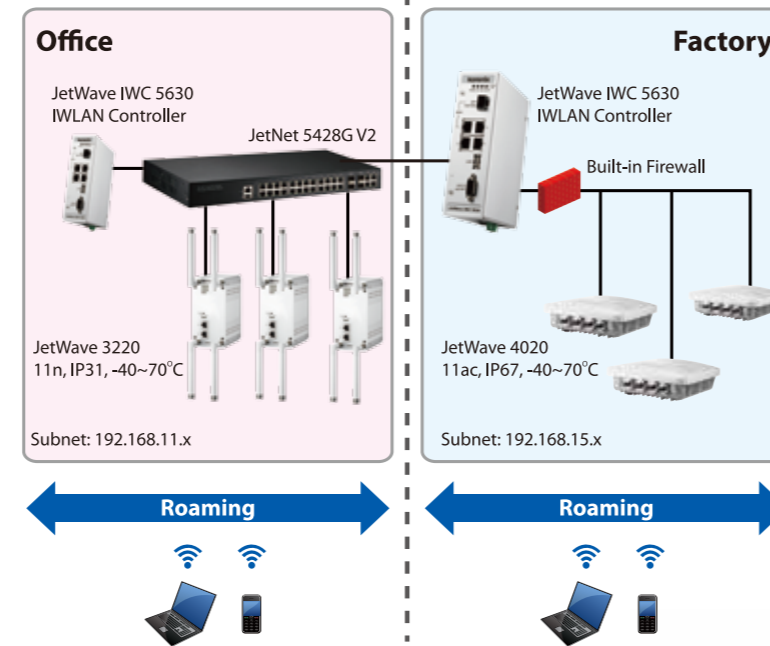 Office
JetWave IWC 5630
IWLAN Controller
JetNet 5428G V2
JetWave 3220
11n, IP31, -40~70°C
Subnet: 192.168.11.x
Factory
JetWave IWC 5630
IWLAN Controller
Built-in Firewall
JetWave 4020
11ac, IP67, -40~70°C
Subnet: 192.168.15.x
Roaming
Roaming